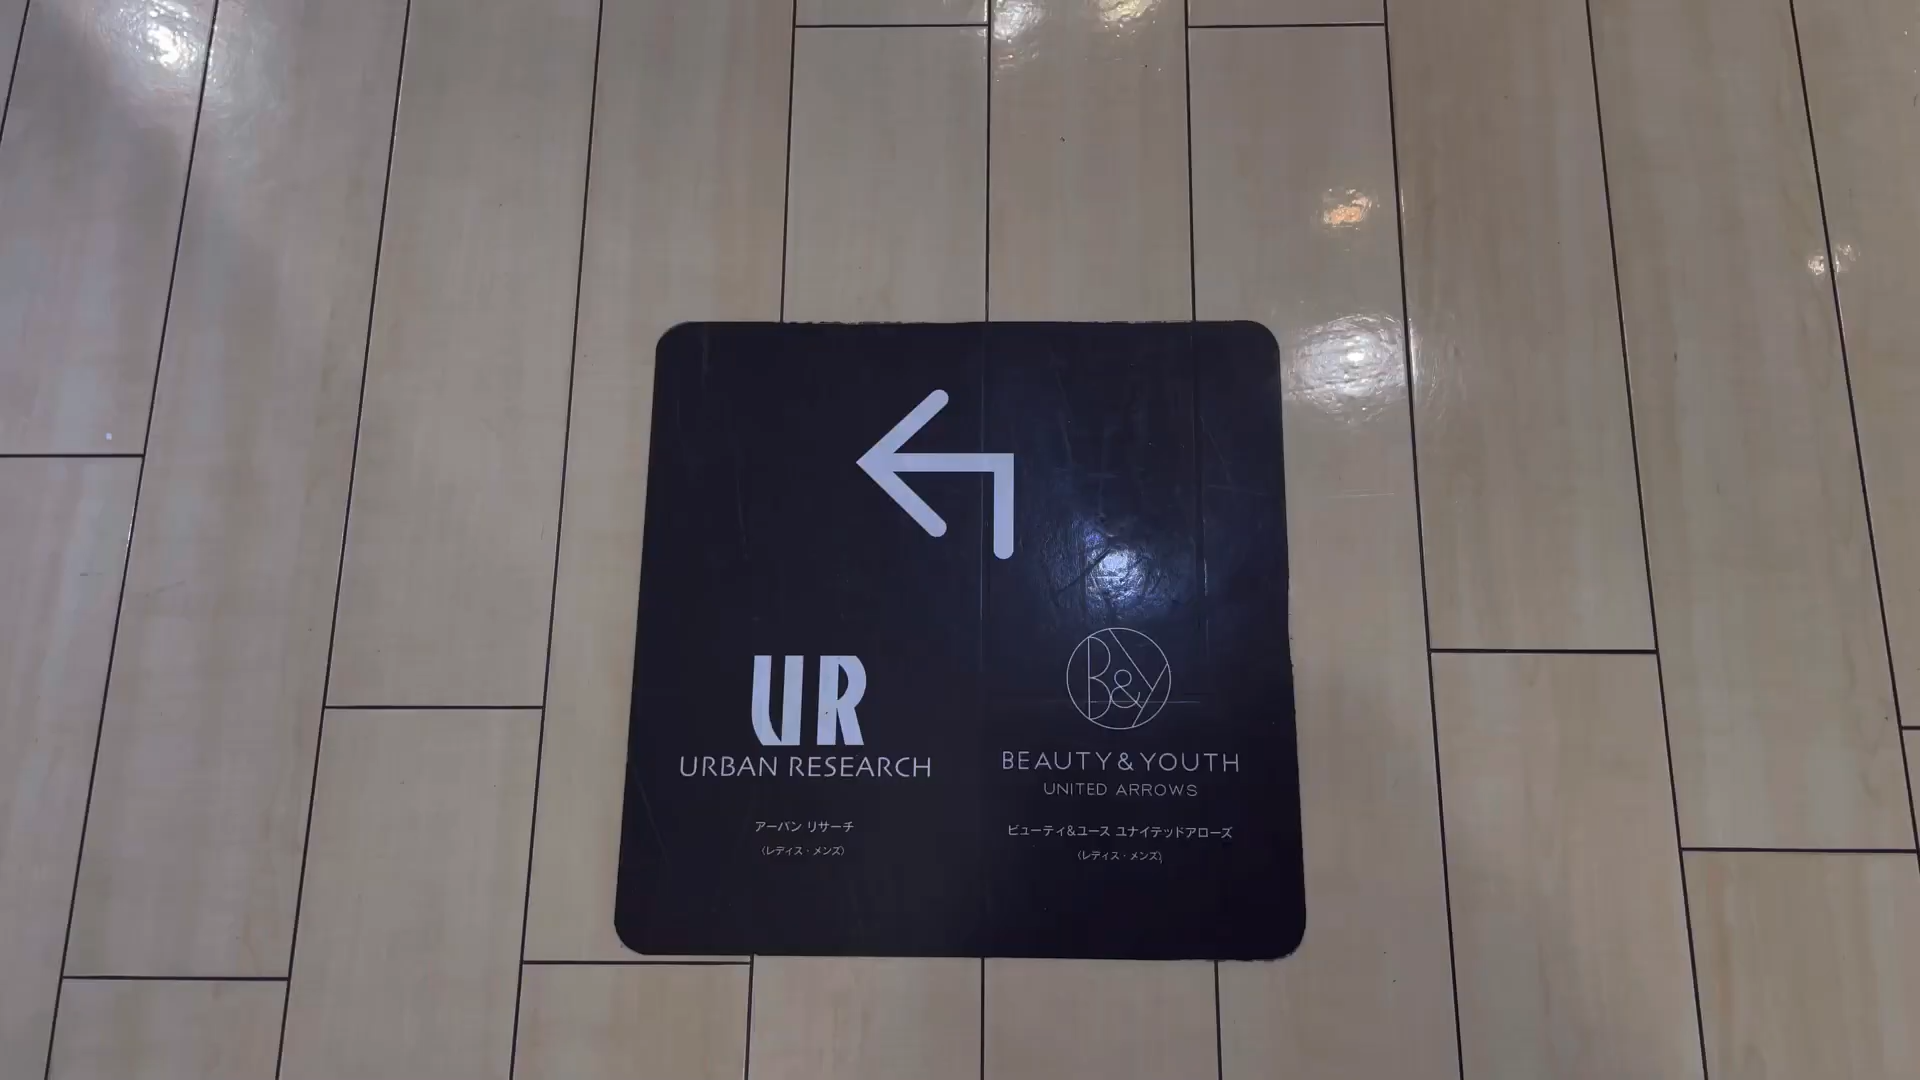 UR
URBAN RESEARCH
アーバン リサーチ
(レディス・メンズ)
B&Y
BEAUTY&YOUTH
UNITED ARROWS
ビューティ&ユース ユナイテッドアローズ
(レディス・メンズ)